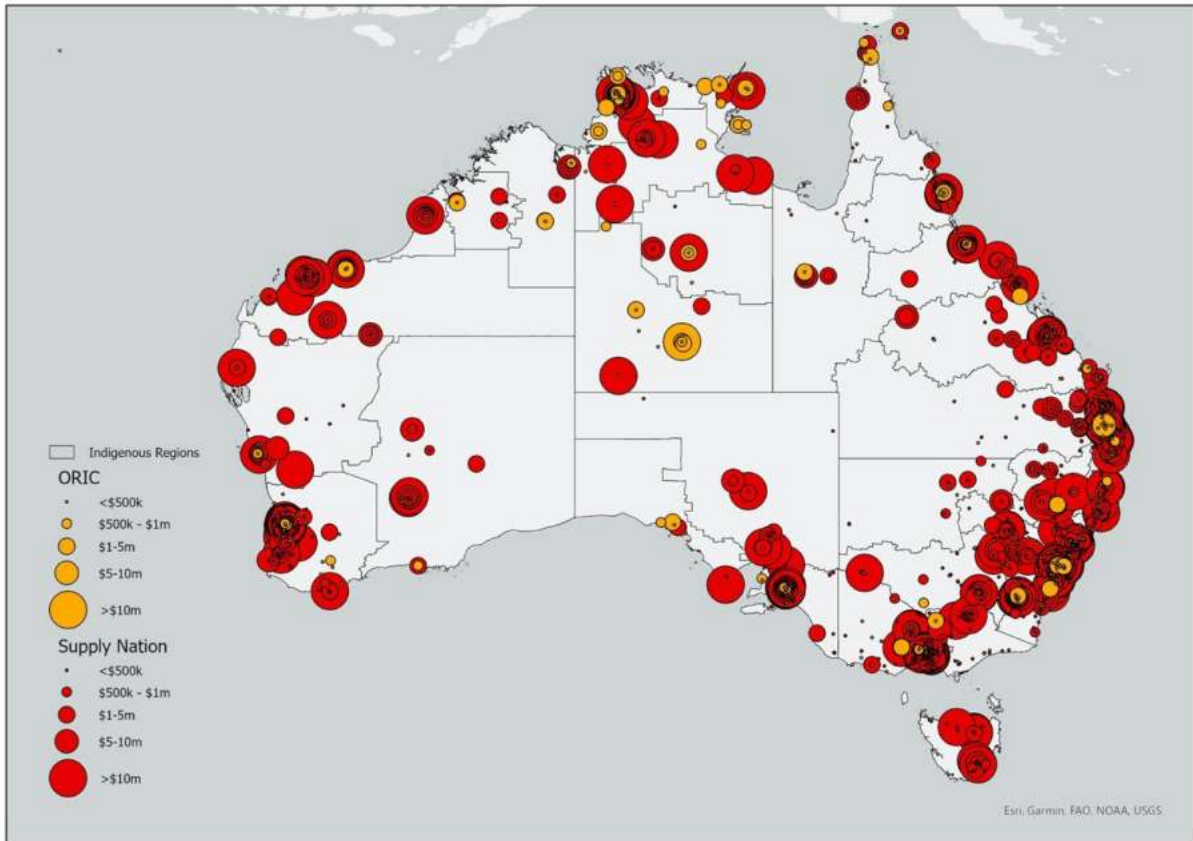 Indigenous Regions
ORIC
<$500k
$500k - $1m
$1-5m
$5-10m
>$10m
Supply Nation
<$500k
$500k - $1m
$1-5m
$5-10m
>$10m
Esri, Garmin, FAO, NOAA, USGS